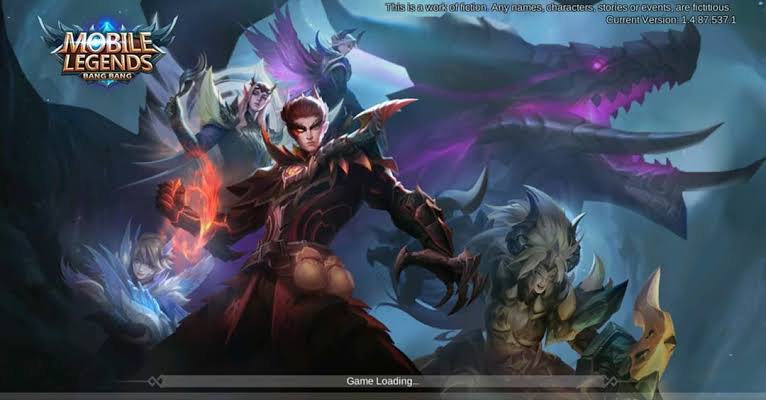 This is a work of fiction. Any names, characters, stories or events, are fictitious
Current Version: 1.4.87.537.1
MOBILE
LEGENDS
BANG BANG
Game Loading...